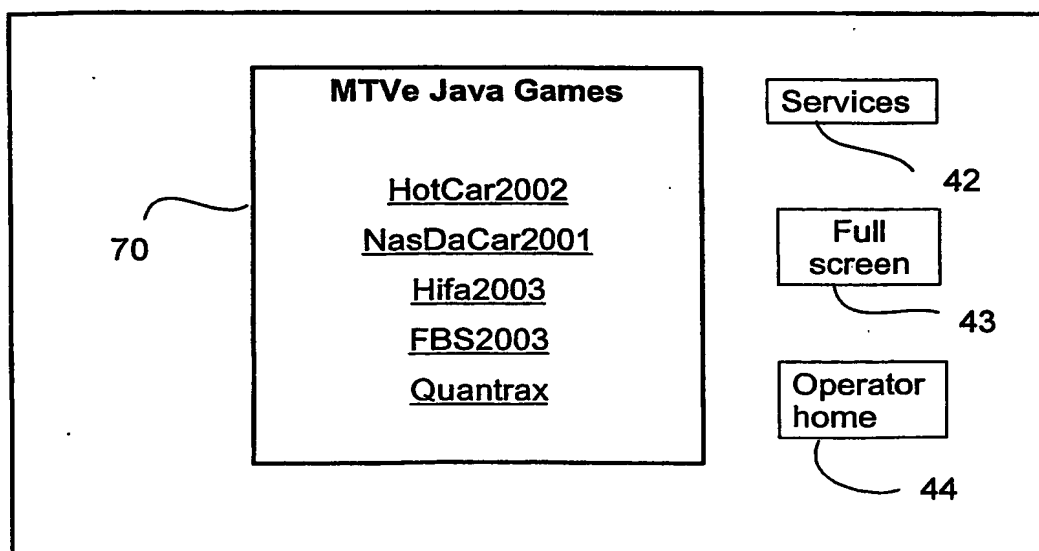 MTVe Java Games
HotCar2002
NasDaCar2001
Hifa2003
FBS2003
Quantrax
70
Services
42
Full
screen
43
Operator
home
44